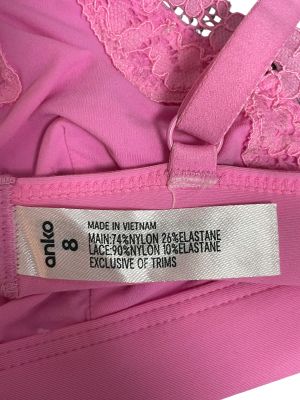 anko
8
MADE IN VIETNAM
MAIN:74%NYLON 26%ELASTANE
LACE:90%NYLON 10%ELASTANE
EXCLUSIVE OF TRIMS